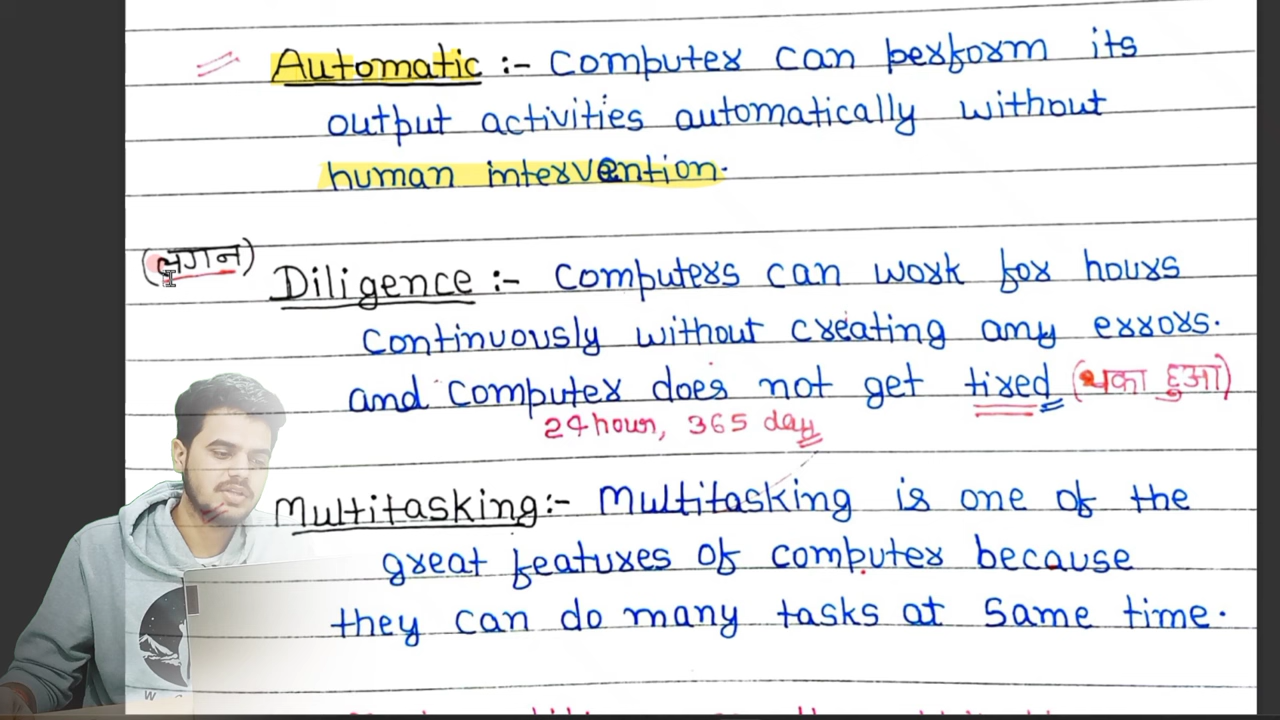 Automatic :- Computer can perform its
output activities automatically without
human intervention.
(लगन)
Diligence :- Computers can work for hours
continuously without creating any errors.
and computer does not get tired (थका हुआ)
24 hour, 365 day
Multitasking:- Multitasking is one of the
great features of computer because
they can do many tasks at same time.